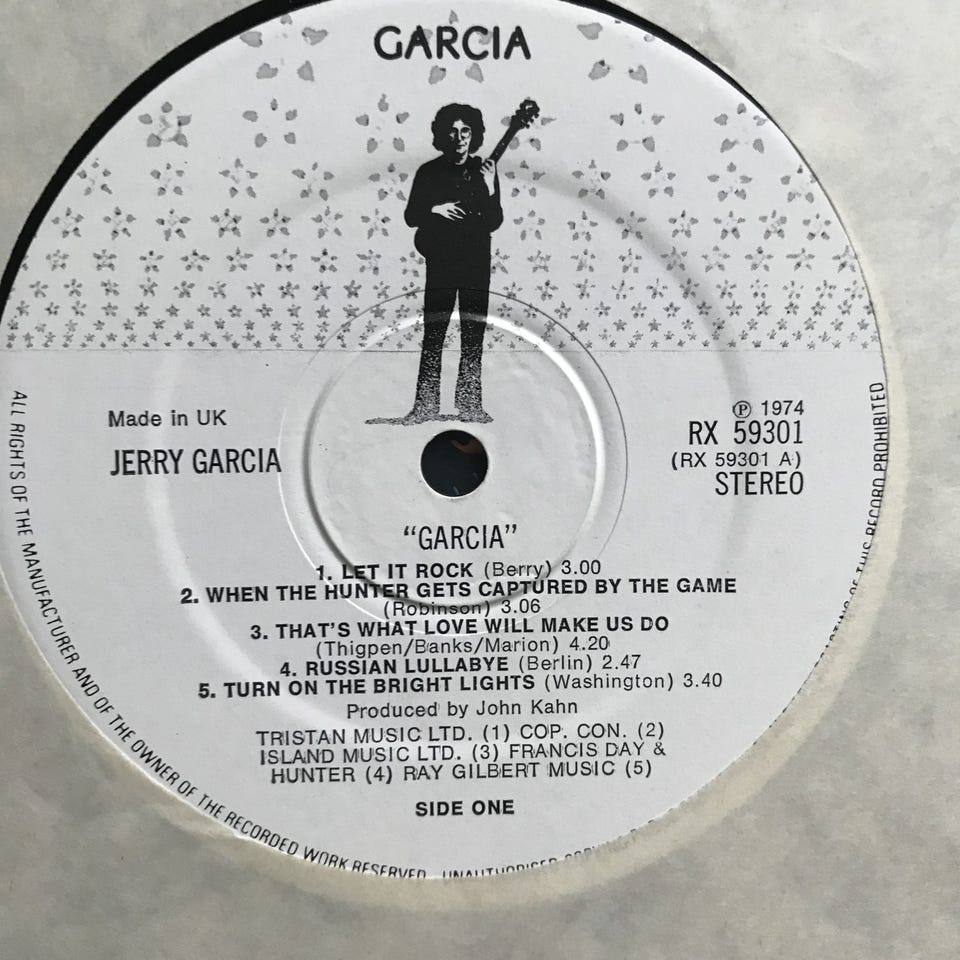 GARCIA
Made in UK
JERRY GARCIA
Ⓟ 1974
RX 59301
(RX 59301 A)
STEREO
“GARCIA”
1. LET IT ROCK (Berry) 3.00
2. WHEN THE HUNTER GETS CAPTURED BY THE GAME
(Robinson) 3.06
3. THAT’S WHAT LOVE WILL MAKE US DO
(Thigpen/Banks/Marion) 4.20
4. RUSSIAN LULLABYE (Berlin) 2.47
5. TURN ON THE BRIGHT LIGHTS (Washington) 3.40
Produced by John Kahn
TRISTAN MUSIC LTD. (1) COP. CON. (2)
ISLAND MUSIC LTD. (3) FRANCIS DAY &
HUNTER (4) RAY GILBERT MUSIC (5)
SIDE ONE
ALL RIGHTS OF THE MANUFACTURER AND OF THE OWNER OF THE RECORDED WORK RESERVED UNAUTHORISED OF THIS RECORD PROHIBITED